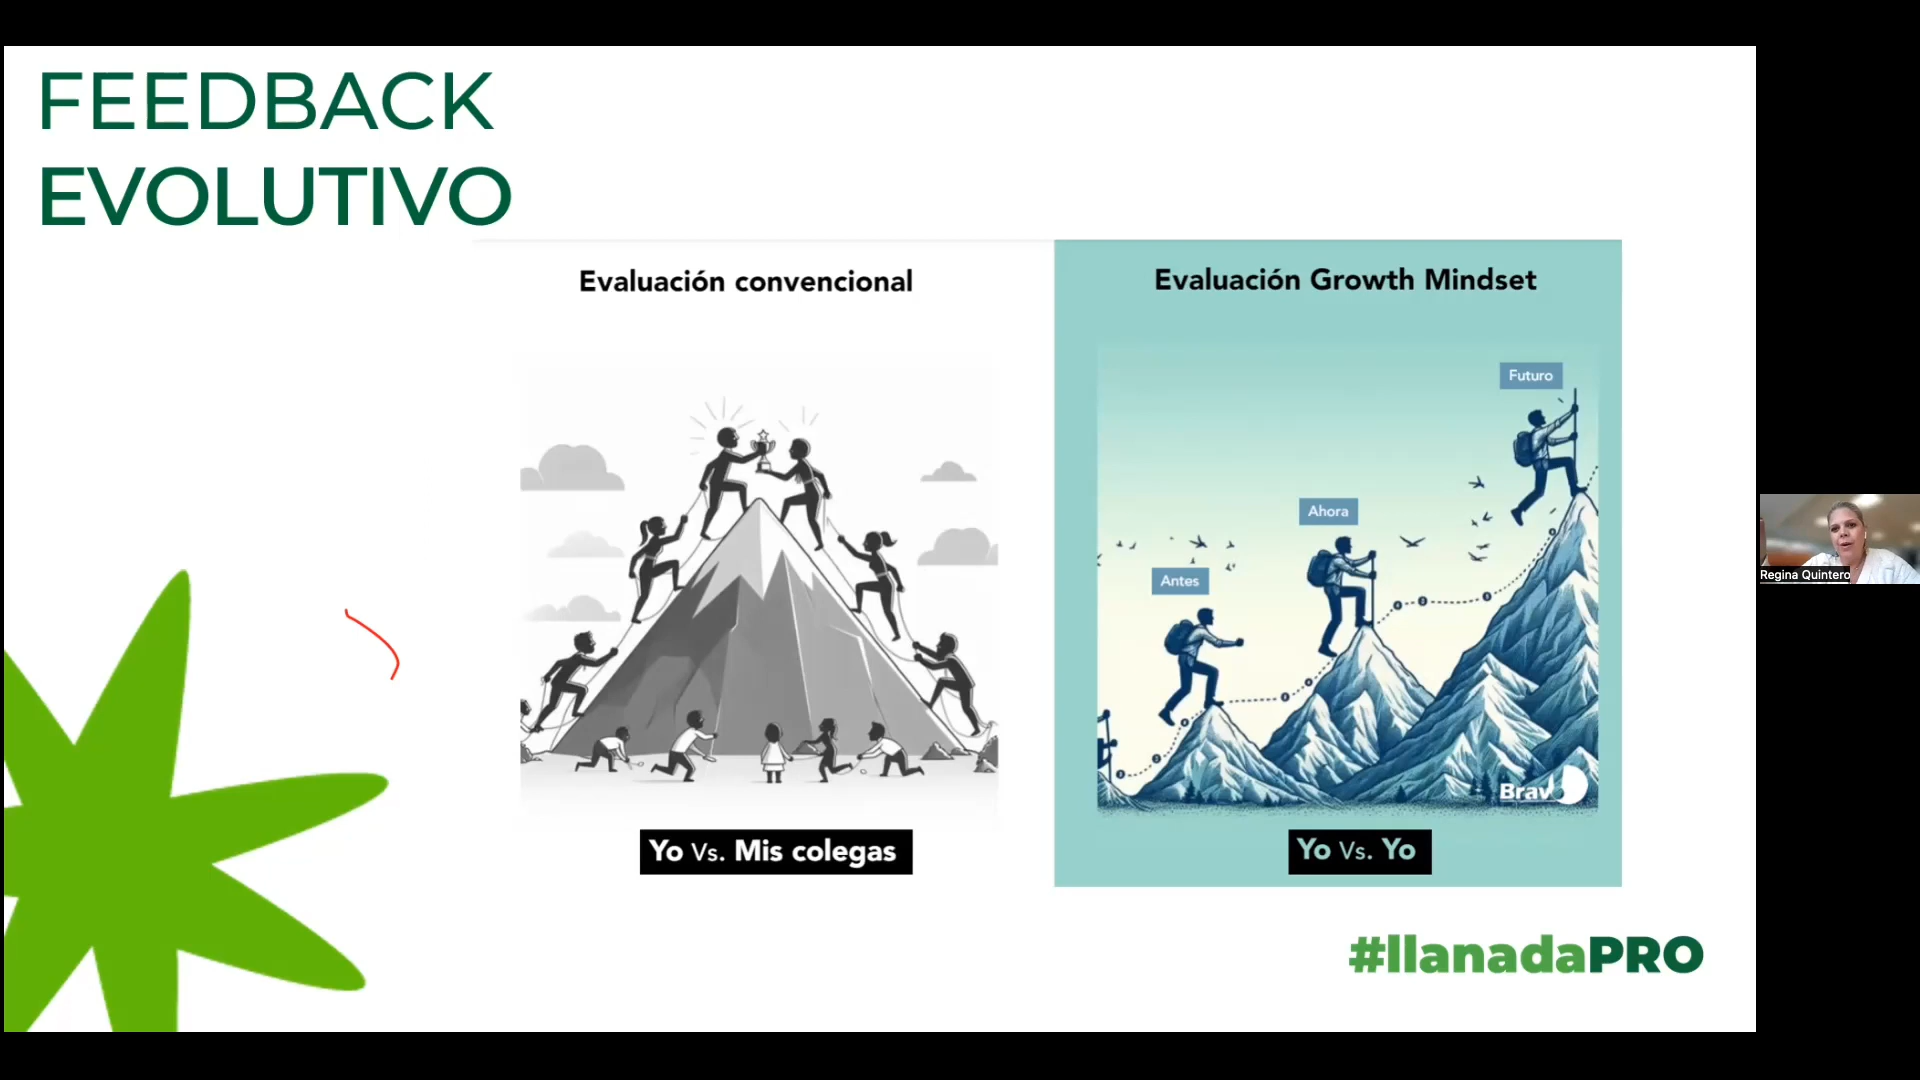 FEEDBACK
EVOLUTIVO
Evaluación convencional
Yo Vs. Mis colegas
Evaluación Growth Mindset
Futuro
Ahora
Antes
Brav
Yo Vs. Yo
#llanadaPRO
Regina Quintero